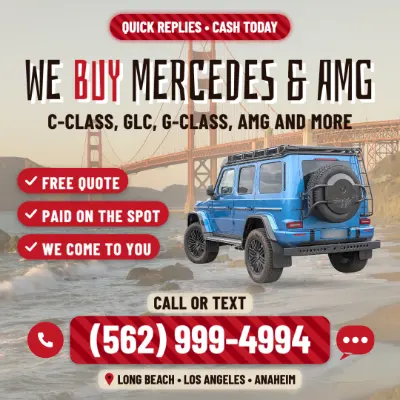 QUICK REPLIES • CASH TODAY
WE BUY MERCEDES & AMG
C-CLASS, GLC, G-CLASS, AMG AND MORE
FREE QUOTE
PAID ON THE SPOT
WE COME TO YOU
CALL OR TEXT
(562) 999-4994
LONG BEACH • LOS ANGELES • ANAHEIM